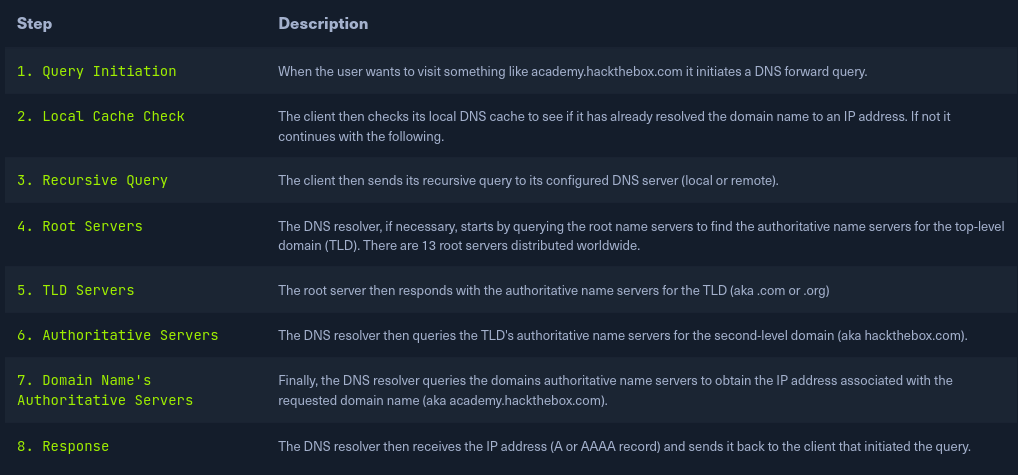 Step Description
1. Query Initiation When the user wants to visit something like academy.hackthebox.com it initiates a DNS forward query.
2. Local Cache Check The client then checks its local DNS cache to see if it has already resolved the domain name to an IP address. If not it
continues with the following.
3. Recursive Query The client then sends its recursive query to its configured DNS server (local or remote).
4. Root Servers The DNS resolver, if necessary, starts by querying the root name servers to find the authoritative name servers for the top-level
domain (TLD). There are 13 root servers distributed worldwide.
5. TLD Servers The root server then responds with the authoritative name servers for the TLD (aka .com or .org)
6. Authoritative Servers The DNS resolver then queries the TLD's authoritative name servers for the second-level domain (aka hackthebox.com).
7. Domain Name's Finally, the DNS resolver queries the domains authoritative name servers to obtain the IP address associated with the
Authoritative Servers requested domain name (aka academy.hackthebox.com).
8. Response The DNS resolver then receives the IP address (A or AAAA record) and sends it back to the client that initiated the query.